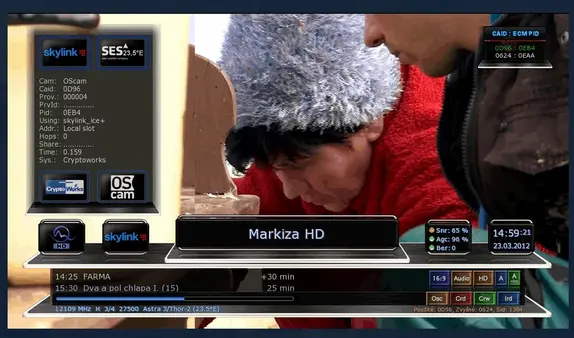 skylink
SES▲
23,5°E
CAID : ECM PID
0D96 : 0EB4
0624 : 0EAA
Cam: OScam
Caid: 0D96
Prov.: 000004
PrvId: ..............
Pid: 0EB4
Using: skylink_ice+
Addr.: Local slot
Hops: 0
Share: ..............
Time: 0.159
Sys.: Cryptoworks
CryptoWorks
OS
cam
HD
skylink
Markiza HD
Snr: 65 %
Agc: 96 %
Ber: 0
14:59:21
23.03.2012
14:25 FARMA +30 min
15:30 Dva a pol chlapa I. (15) 25 min
16:9 Audio HD A
Osc Crd Crw Ird
12109 MHz H 3/4 27500 Astra 3/Thor-2 (23.5°E)